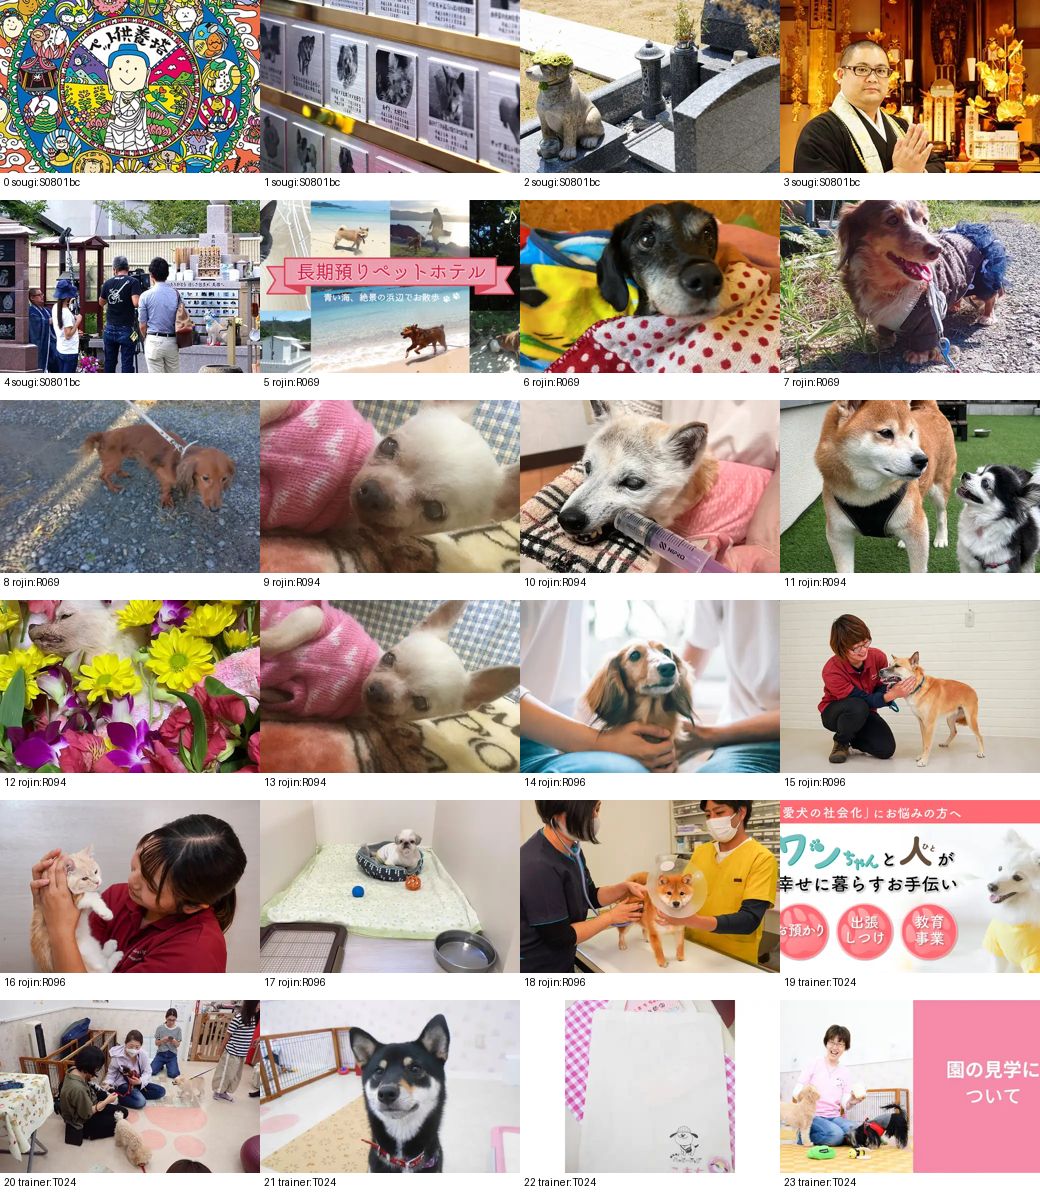 ペット供養塔
0 sougi:S0801bc
1 sougi:S0801bc
2 sougi:S0801bc
3 sougi:S0801bc
4 sougi:S0801bc
長期預りペットホテル
青い海、絶景の浜辺でお散歩
5 rojin:R069
6 rojin:R069
7 rojin:R069
8 rojin:R069
9 rojin:R094
NIPRO
10 rojin:R094
11 rojin:R094
12 rojin:R094
13 rojin:R094
14 rojin:R096
15 rojin:R096
16 rojin:R096
17 rojin:R096
18 rojin:R096
愛犬の社会化」にお悩みの方へ
ワンちゃんと人が
ひと
幸せに暮らすお手伝い
お預かり
出張
しつけ
教育
事業
19 trainer:T024
20 trainer:T024
21 trainer:T024
22 trainer:T024
園の見学に
ついて
23 trainer:T024